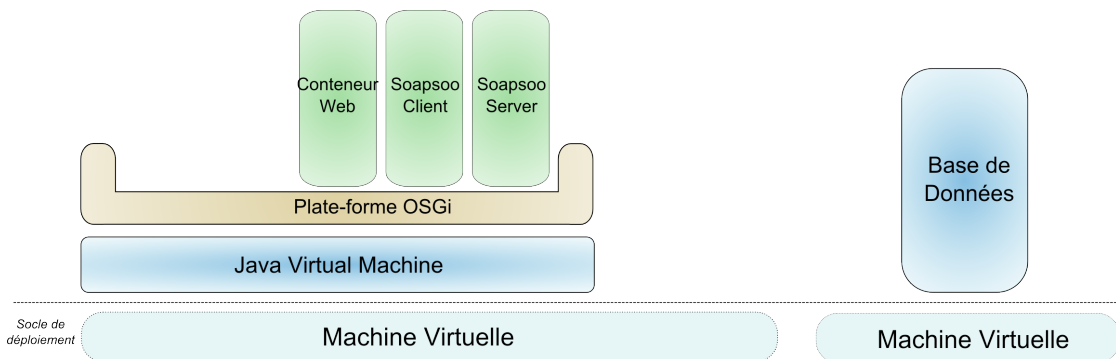 Conteneur
Web
Soapsoo
Client
Soapsoo
Server
Base de
Données
Plate-forme OSGi
Java Virtual Machine
Socle de
déploiement
Machine Virtuelle
Machine Virtuelle